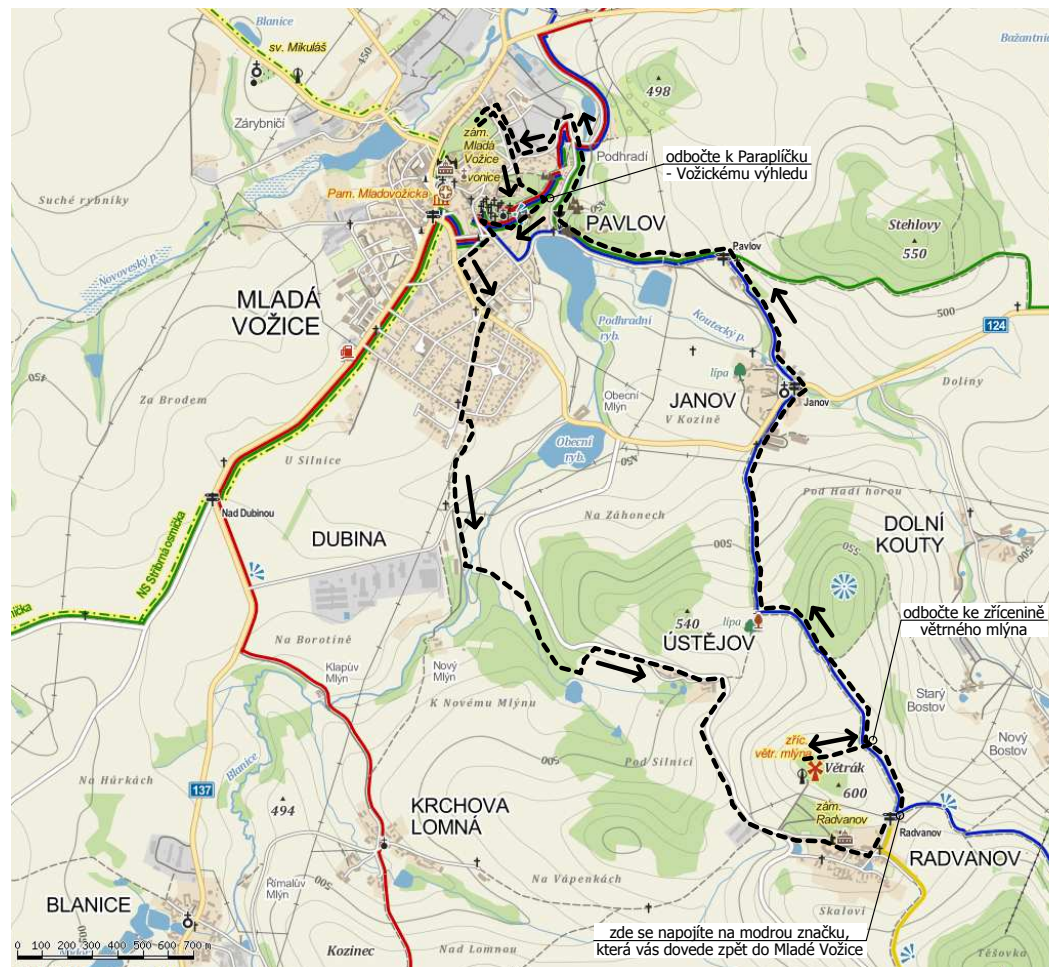 Blanice
sv. Mikuláš
450
Bažantnice
498
Zárybničí
zám.
Mladá
Vožice
vonice
Podhradí
odbočte k Paraplíčku
- Vožickému výhledu
Pam. Mladovožicka
Suché rybníky
PAVLOV
Stehlovy
550
Novoveský p.
Pavlov
MLADÁ
VOŽICE
Podhradní
ryb.
Koutecký p.
500
124
Za Brodem
lípa
JANOV
Janov
Doliny
Obecní
Mlýn
V Kozině
Obecní
ryb.
U Silnice
Pod Hadí horou
Nad Dubinou
DUBINA
Na Záhonech
DOLNÍ
KOUTY
500
550
500
NS Stříbrná osmička
odbočte ke zřícenině
větrného mlýna
540
lípa
ÚSTĚJOV
Na Borotíně
Klapův
Mlýn
Nový
Mlýn
Starý
Bostov
K Novému Mlýnu
Nový
Bostov
zříc.
větr. mlýna
Větrák
600
Pod Silnicí
Na Hůrkách
Blanice
137
494
KRCHOVA
LOMNÁ
zám.
Radvanov
Radvanov
RADVANOV
Na Vápenkách
Římalův
Mlýn
500
BLANICE
Skaloví
zde se napojíte na modrou značku,
která vás dovede zpět do Mladé Vožice
Kozinec
Nad Lomnou
Těšovka
0 100 200 300 400 500 600 700 m